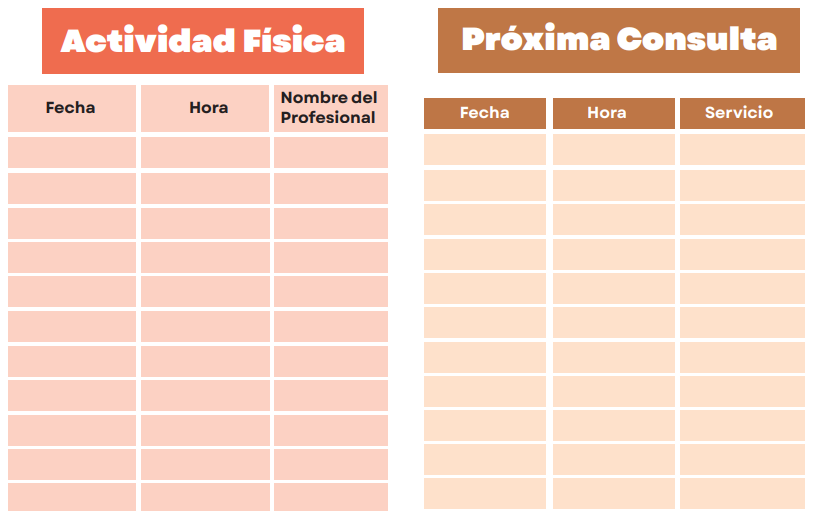 Actividad Física
Fecha Hora Nombre del
Profesional
Próxima Consulta
Fecha Hora Servicio